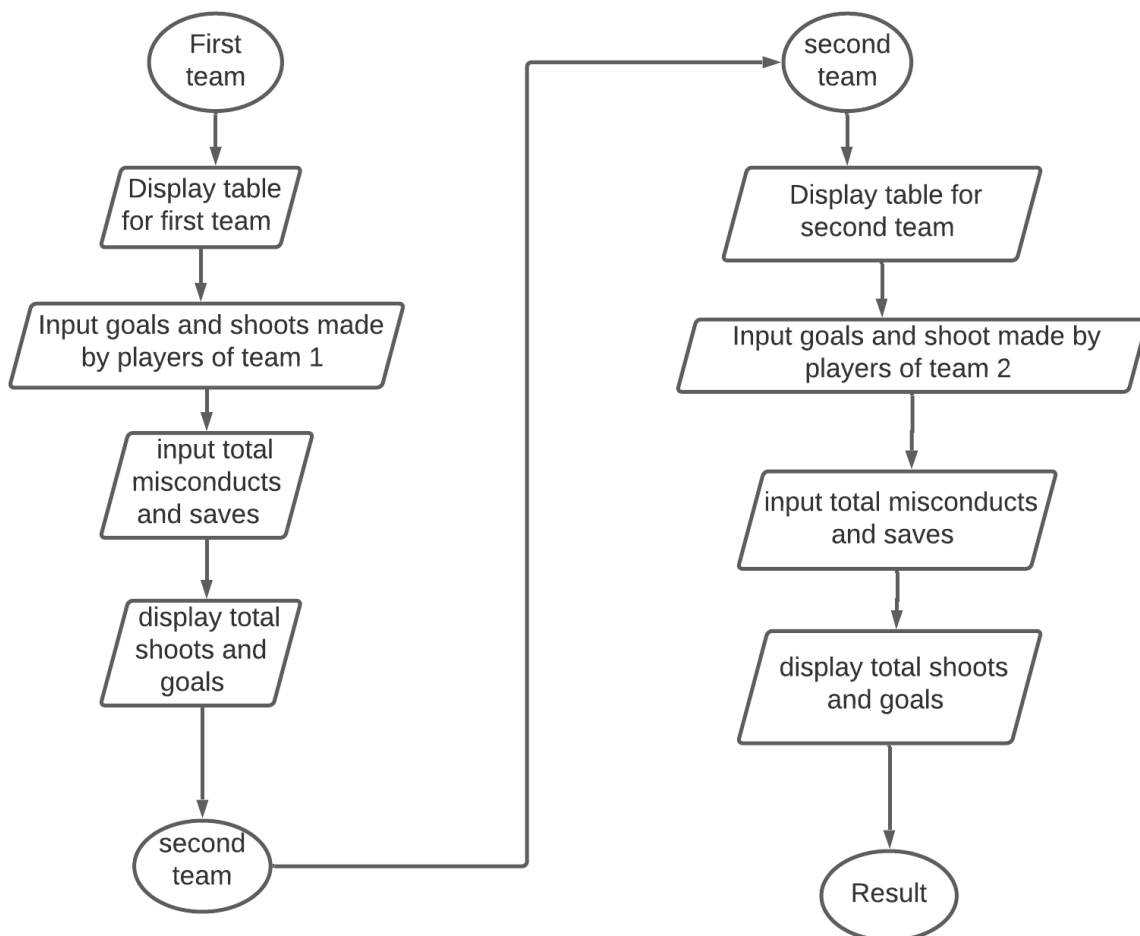 First
team
Display table
for first team
Input goals and shoots made
by players of team 1
input total
misconducts
and saves
display total
shoots and
goals
second
team
second
team
Display table for
second team
Input goals and shoot made by
players of team 2
input total misconducts
and saves
display total shoots
and goals
Result